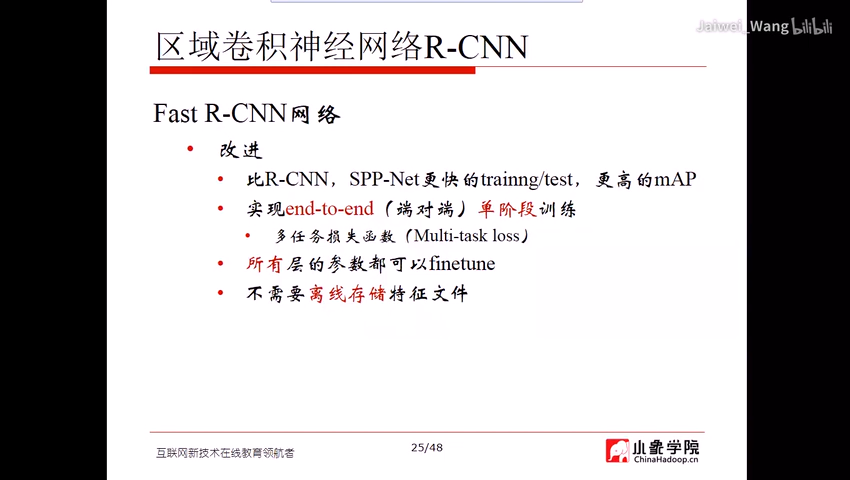 Jaiwei_Wang bilibili
区域卷积神经网络R-CNN
Fast R-CNN网络
改进
比R-CNN，SPP-Net更快的trainng/test，更高的mAP
实现end-to-end（端对端）单阶段训练
多任务损失函数（Multi-task loss）
所有层的参数都可以finetune
不需要离线存储特征文件
互联网新技术在线教育领航者
25/48
小象学院
ChinaHadoop.cn